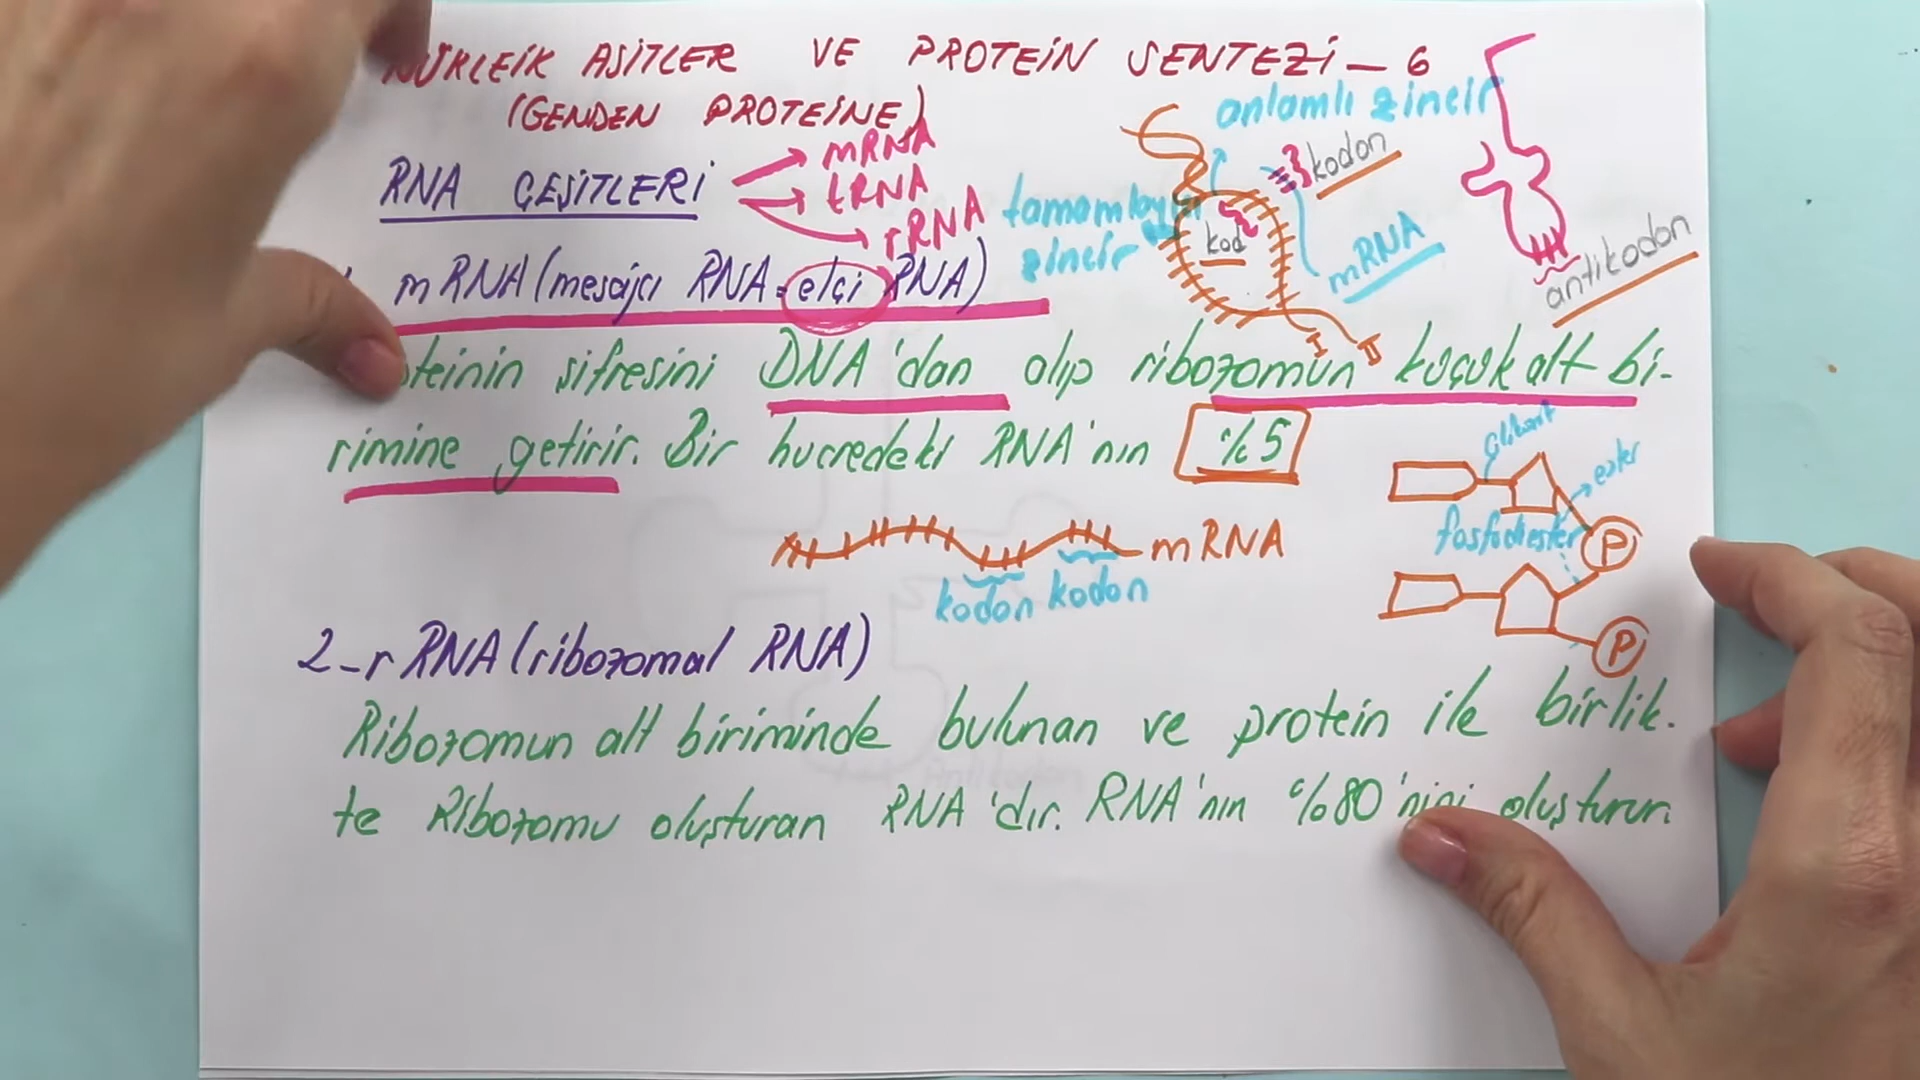 NÜKLEİK ASİTLER VE PROTEİN SENTEZİ - 6
(GENDEN PROTEİNE)
RNA ÇEŞİTLERİ
mRNA
tRNA
rRNA
anlamlı zincir
tamamlayıcı
zincir
kod
kodon
mRNA
antikodon
I
II
mRNA (mesajcı RNA = elçi RNA)
şifresini DNA'dan alıp ribozomun küçük alt bi-
rimine getirir. Bir hücredeki RNA'nın %5
ester
fosfodiester
P
P
mRNA
kodon kodon
2-rRNA (ribozomal RNA)
Ribozomun alt biriminde bulunan ve protein ile birlik-
te Ribozomu oluşturan RNA'dır. RNA'nın %80'nini oluşturur.